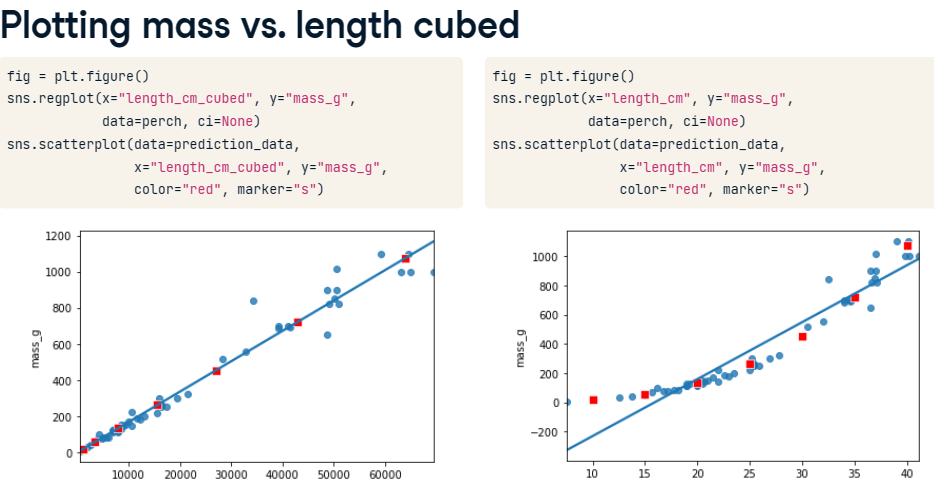 Plotting mass vs. length cubed
fig = plt.figure()
sns.regplot(x="length_cm_cubed", y="mass_g",
data=perch, ci=None)
sns.scatterplot(data=prediction_data,
x="length_cm_cubed", y="mass_g",
color="red", marker="s")
fig = plt.figure()
sns.regplot(x="length_cm", y="mass_g",
data=perch, ci=None)
sns.scatterplot(data=prediction_data,
x="length_cm", y="mass_g",
color="red", marker="s")
1200
1000
800
600
400
200
0
mass_g
10000 20000 30000 40000 50000 60000
1000
800
600
400
200
0
−200
mass_g
10 15 20 25 30 35 40